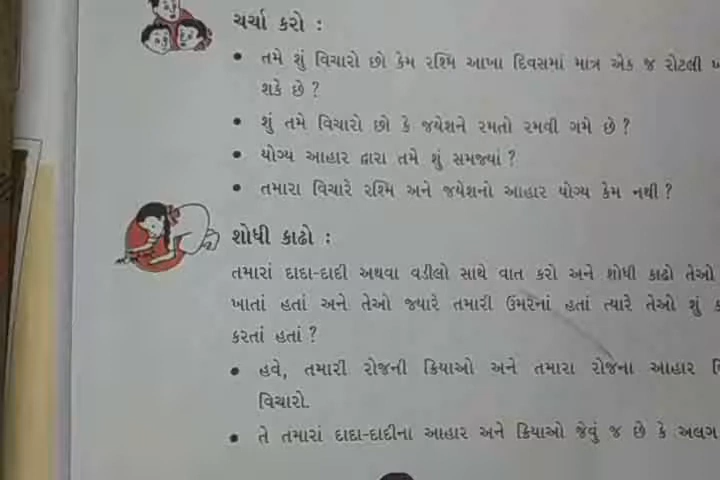 ચર્ચા કરો :
• તમે શું વિચારો છો કેમ રશ્મિ આખા દિવસમાં માત્ર એક જ રોટલી
શકે છે ?
• શું તમે વિચારો છો કે જયેશને રમતો રમવી ગમે છે ?
• યોગ્ય આહાર દ્વારા તમે શું સમજ્યાં ?
• તમારા વિચારે રશ્મિ અને જયેશનો આહાર યોગ્ય કેમ નથી ?
શોધી કાઢો :
તમારાં દાદા-દાદી અથવા વડીલો સાથે વાત કરો અને શોધી કાઢો તેઓ
ખાતાં હતાં અને તેઓ જ્યારે તમારી ઉંમરનાં હતાં ત્યારે તેઓ શું
કરતાં હતાં ?
• હવે, તમારી રોજની ક્રિયાઓ અને તમારા રોજના આહાર
વિચારો.
• તે તમારાં દાદા-દાદીના આહાર અને ક્રિયાઓ જેવું જ છે કે અલગ